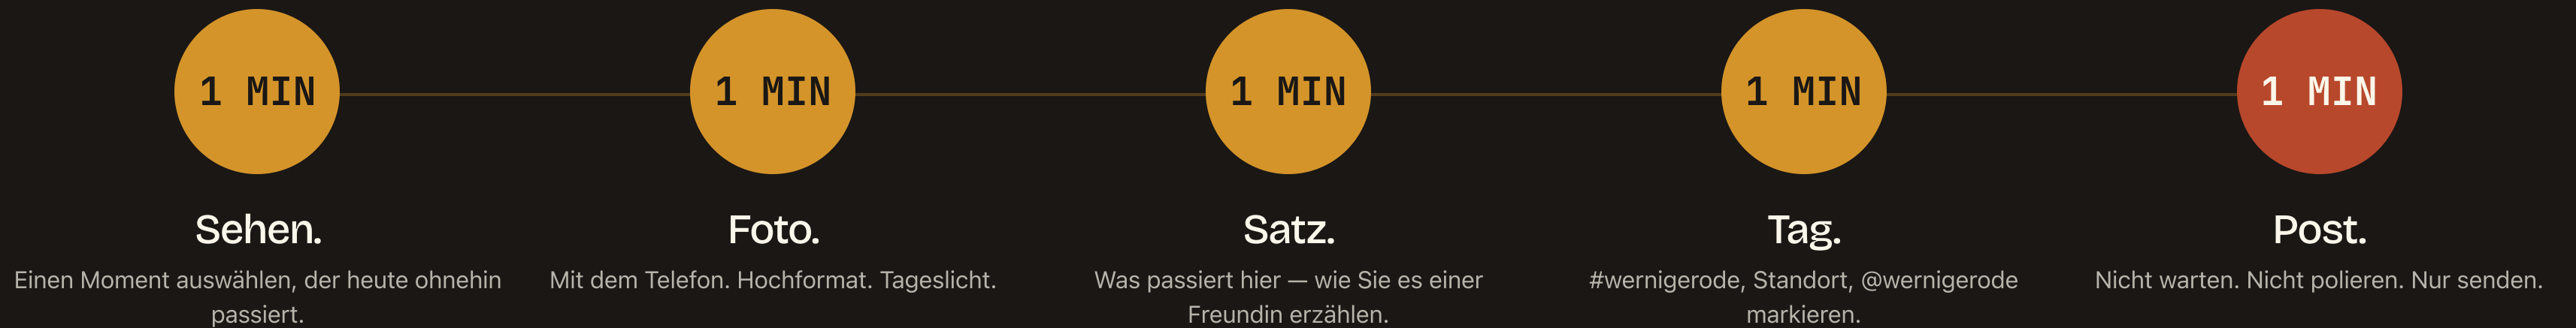 1 MIN
1 MIN
1 MIN
1 MIN
1 MIN
Sehen.
Einen Moment auswählen, der heute ohnehin
passiert.
Foto.
Mit dem Telefon. Hochformat. Tageslicht.
Satz.
Was passiert hier — wie Sie es einer
Freundin erzählen.
Tag.
#wernigerode, Standort, @wernigerode
markieren.
Post.
Nicht warten. Nicht polieren. Nur senden.